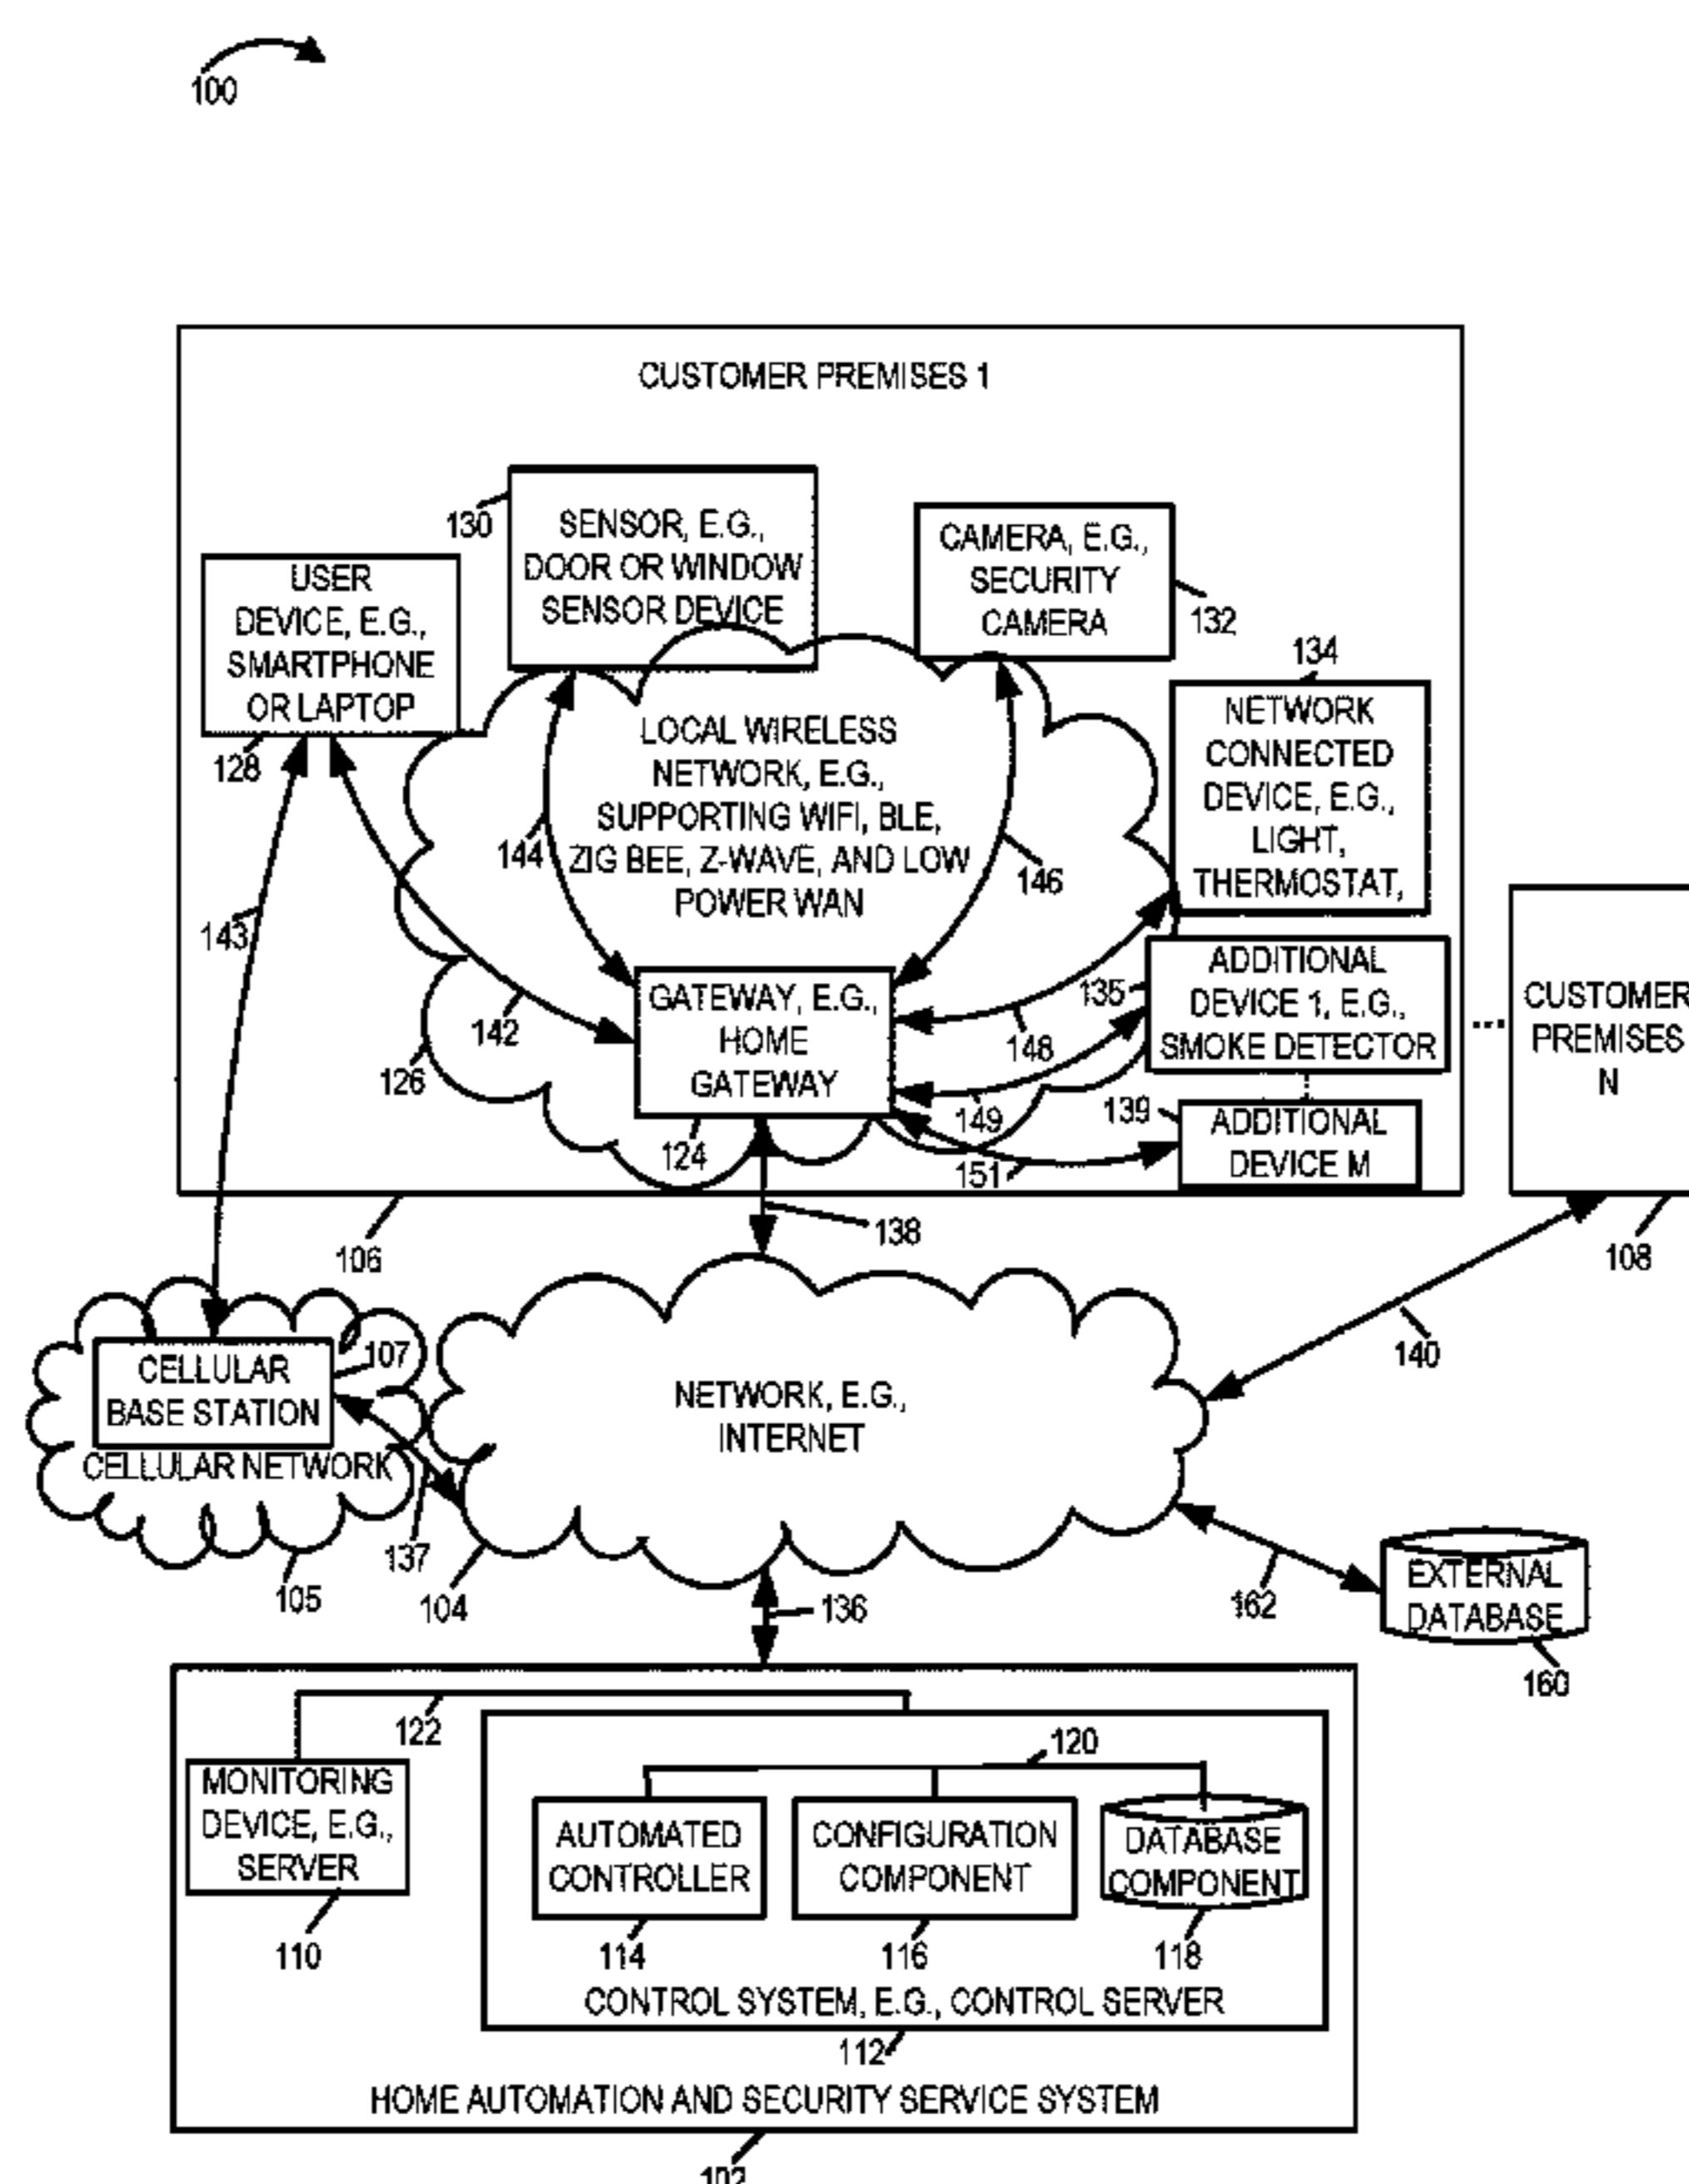 100
CUSTOMER PREMISES 1
130
SENSOR, E.G.,
DOOR OR WINDOW
SENSOR DEVICE
CAMERA, E.G.,
SECURITY
CAMERA
132
USER
DEVICE, E.G.,
SMARTPHONE
OR LAPTOP
128
134
NETWORK
CONNECTED
DEVICE, E.G.,
LIGHT,
THERMOSTAT,
LOCAL WIRELESS
NETWORK, E.G.,
SUPPORTING WIFI, BLE,
ZIG BEE, Z-WAVE, AND LOW
POWER WAN
144
146
143
142
126
GATEWAY, E.G.,
HOME
GATEWAY
124
148
149
151
135
ADDITIONAL
DEVICE 1, E.G.,
SMOKE DETECTOR
139
ADDITIONAL
DEVICE M
...
CUSTOMER
PREMISES
N
108
106
138
140
CELLULAR
BASE STATION
107
CELLULAR NETWORK
105
137
NETWORK, E.G.,
INTERNET
104
136
162
EXTERNAL
DATABASE
160
122
MONITORING
DEVICE, E.G.,
SERVER
110
120
AUTOMATED
CONTROLLER
114
CONFIGURATION
COMPONENT
116
DATABASE
COMPONENT
118
CONTROL SYSTEM, E.G., CONTROL SERVER
112
HOME AUTOMATION AND SECURITY SERVICE SYSTEM
102